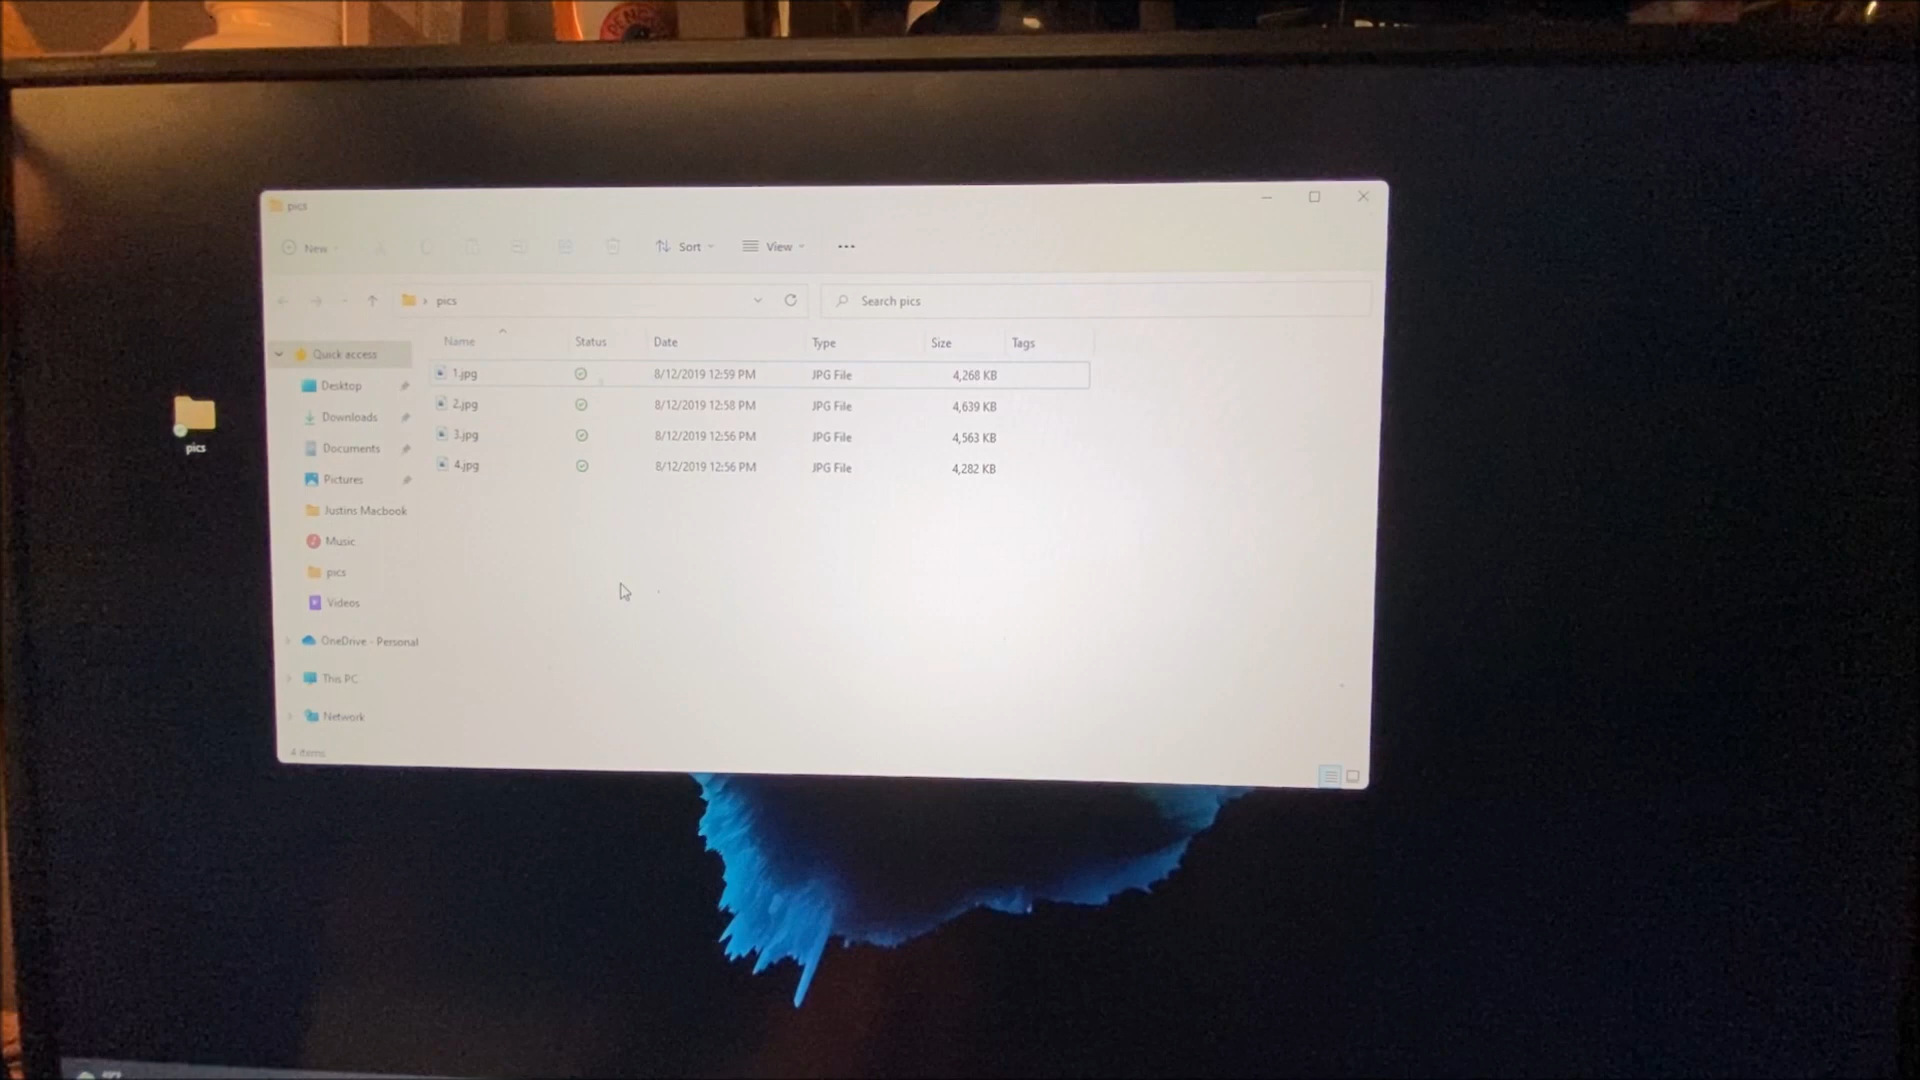 pics
New
Sort
View
pics
Search pics
Name Status Date Type Size Tags
Quick access
1.jpg 8/12/2019 12:59 PM JPG File 4,268 KB
Desktop
2.jpg 8/12/2019 12:58 PM JPG File 4,639 KB
Downloads
3.jpg 8/12/2019 12:56 PM JPG File 4,563 KB
Documents
4.jpg 8/12/2019 12:56 PM JPG File 4,282 KB
pics
Pictures
Justins Macbook
Music
pics
Videos
OneDrive - Personal
This PC
Network
4 items